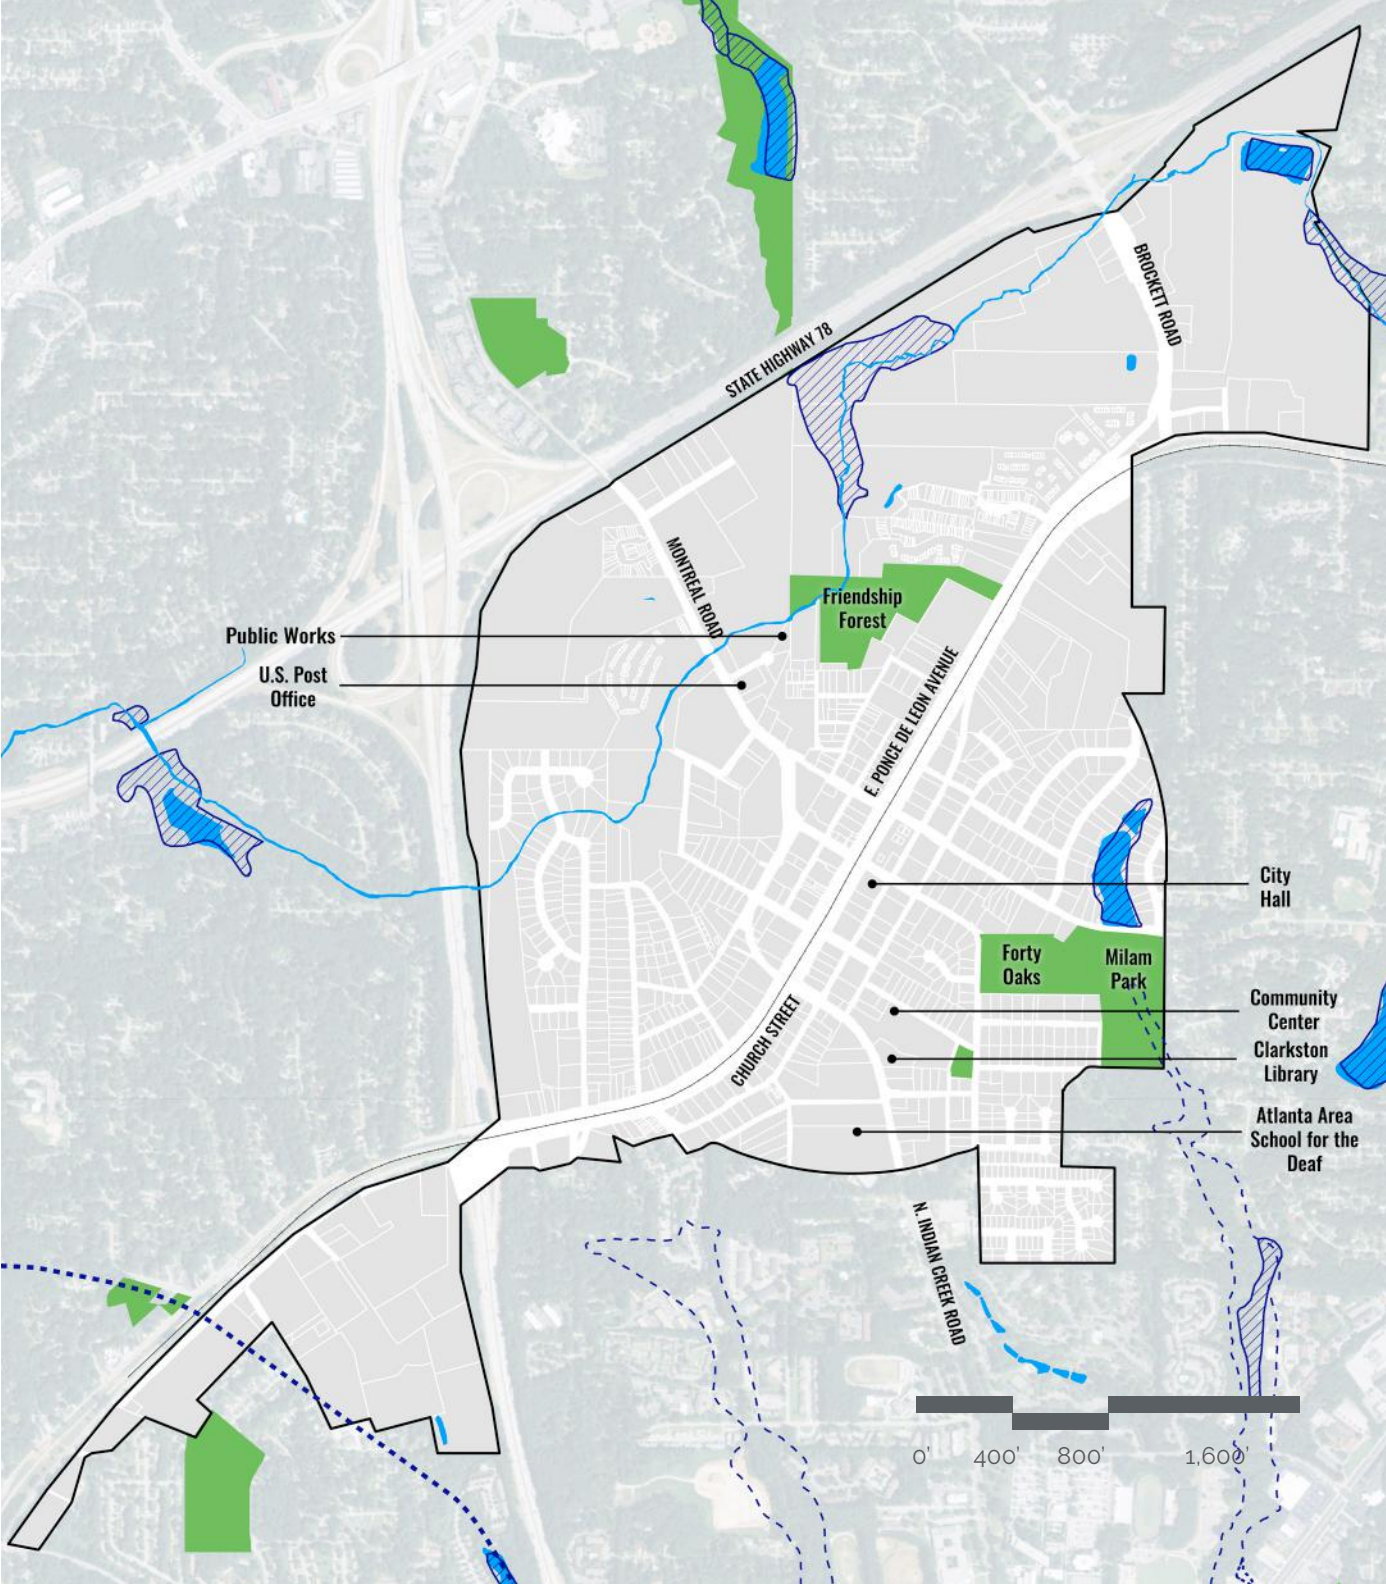 BROCKETT ROAD
STATE HIGHWAY 78
MONTREAL ROAD
Friendship
Forest
Public Works
U.S. Post
Office
E. PONCE DE LEON AVENUE
City
Hall
Forty
Oaks
Milam
Park
Community
Center
CHURCH STREET
Clarkston
Library
Atlanta Area
School for the
Deaf
N. INDIAN CREEK ROAD
0' 400' 800' 1,600'